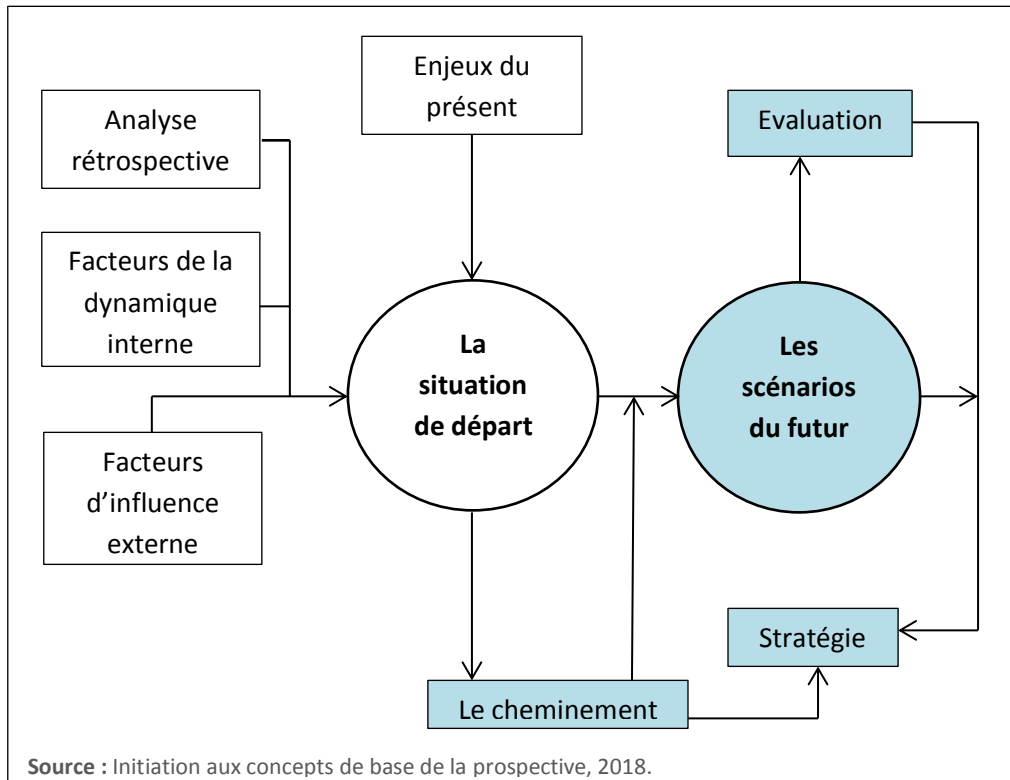 Enjeux du
présent
Analyse
rétrospective
Evaluation
Facteurs de la
dynamique
interne
La
situation
de départ
Les
scénarios
du futur
Facteurs
d’influence
externe
Stratégie
Le cheminement
Source : Initiation aux concepts de base de la prospective, 2018.